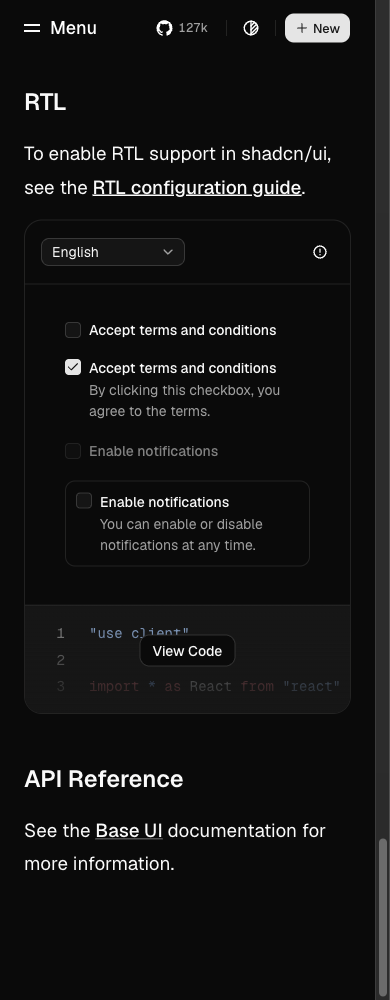 Menu
127k
New
RTL
To enable RTL support in shadcn/ui,
see the RTL configuration guide.
English
Accept terms and conditions
Accept terms and conditions
By clicking this checkbox, you
agree to the terms.
Enable notifications
Enable notifications
You can enable or disable
notifications at any time.
1 "use client"
View Code
2
3 import * as React from "react"
API Reference
See the Base UI documentation for
more information.